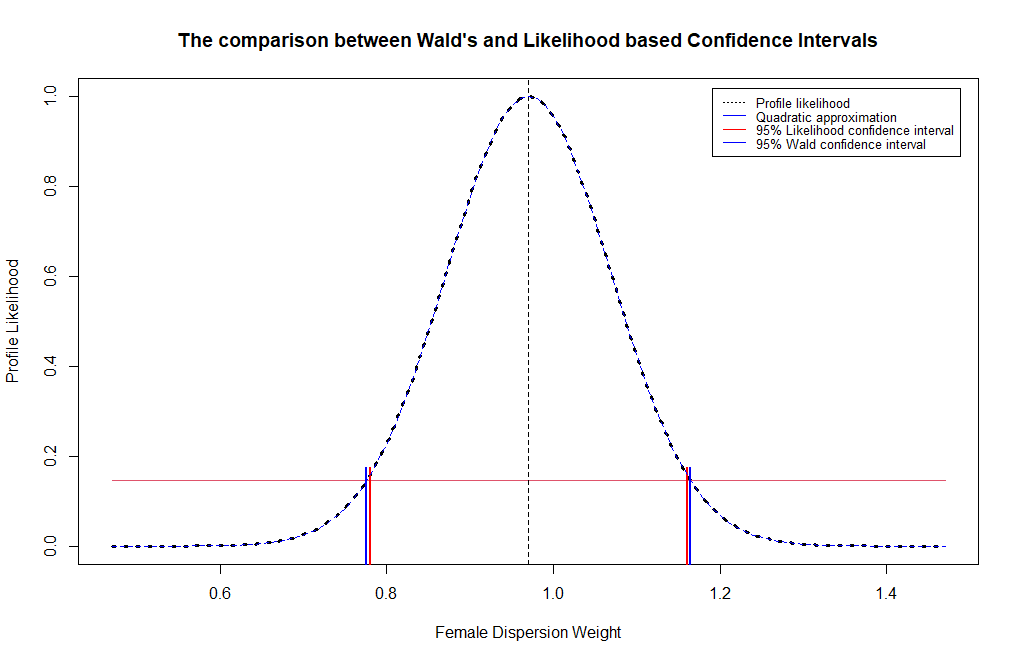 The comparison between Wald's and Likelihood based Confidence Intervals
Profile likelihood
Quadratic approximation
95% Likelihood confidence interval
95% Wald confidence interval
Profile Likelihood
1.0
0.8
0.6
0.4
0.2
0.0
0.6 0.8 1.0 1.2 1.4
Female Dispersion Weight